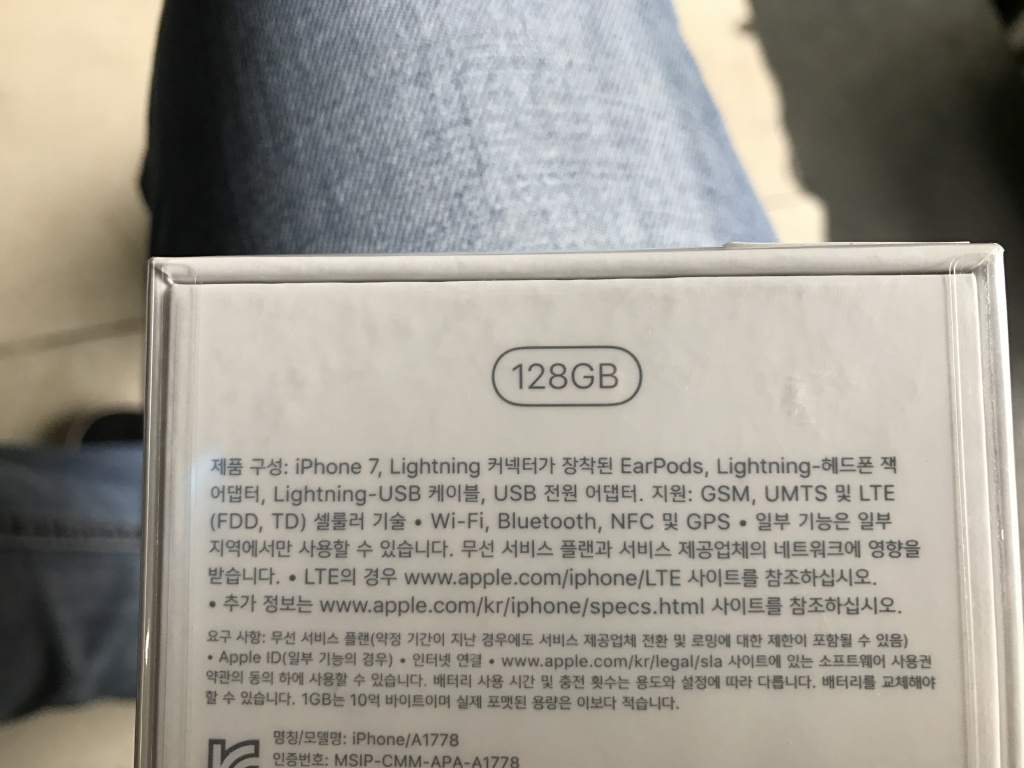 128GB
제품 구성: iPhone 7, Lightning 커넥터가 장착된 EarPods, Lightning-헤드폰 잭
어댑터, Lightning-USB 케이블, USB 전원 어댑터. 지원: GSM, UMTS 및 LTE
(FDD, TD) 셀룰러 기술 • Wi-Fi, Bluetooth, NFC 및 GPS • 일부 기능은 일부
지역에서만 사용할 수 있습니다. 무선 서비스 플랜과 서비스 제공업체의 네트워크에 영향을
받습니다. • LTE의 경우 www.apple.com/iphone/LTE 사이트를 참조하십시오.
• 추가 정보는 www.apple.com/kr/iphone/specs.html 사이트를 참조하십시오.
요구 사항: 무선 서비스 플랜(약정 기간이 지난 경우에도 서비스 제공업체 전환 및 로밍에 대한 제한이 포함될 수 있음)
• Apple ID(일부 기능의 경우) • 인터넷 연결 • www.apple.com/kr/legal/sla 사이트에 있는 소프트웨어 사용권
약관의 동의 하에 사용할 수 있습니다. 배터리 사용 시간 및 충전 횟수는 용도와 설정에 따라 다릅니다. 배터리를 교체해야
할 수 있습니다. 1GB는 10억 바이트이며 실제 포맷된 용량은 이보다 적습니다.
명칭/모델명: iPhone/A1778
인증번호: MSIP-CMM-APA-A1778